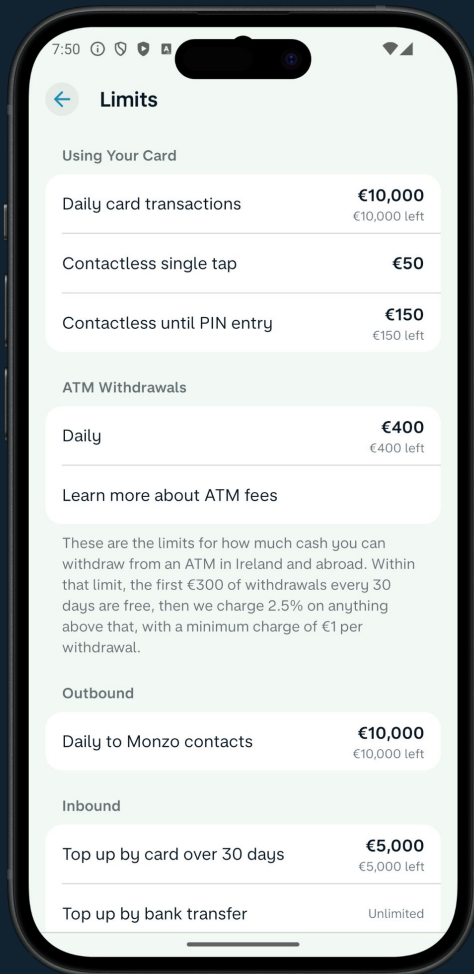 7:50
Limits
Using Your Card
Daily card transactions
€10,000
€10,000 left
Contactless single tap
€50
Contactless until PIN entry
€150
€150 left
ATM Withdrawals
Daily
€400
€400 left
Learn more about ATM fees
These are the limits for how much cash you can
withdraw from an ATM in Ireland and abroad. Within
that limit, the first €300 of withdrawals every 30
days are free, then we charge 2.5% on anything
above that, with a minimum charge of €1 per
withdrawal.
Outbound
Daily to Monzo contacts
€10,000
€10,000 left
Inbound
Top up by card over 30 days
€5,000
€5,000 left
Top up by bank transfer
Unlimited